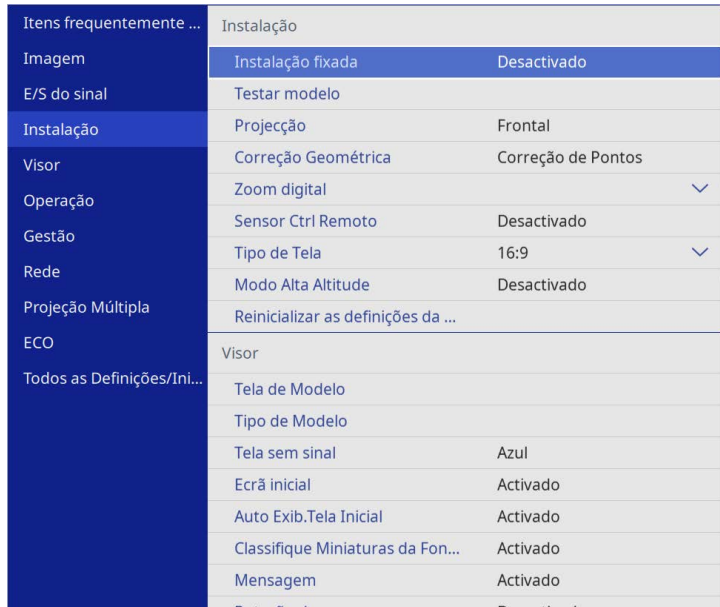 Itens frequentemente ...
Imagem
E/S do sinal
Instalação
Visor
Operação
Gestão
Rede
Projeção Múltipla
ECO
Todos as Definições/Ini...
Instalação
Instalação fixada Desactivado
Testar modelo
Projecção Frontal
Correção Geométrica Correção de Pontos
Zoom digital
Sensor Ctrl Remoto Desactivado
Tipo de Tela 16:9
Modo Alta Altitude Desactivado
Reinicializar as definições da ...
Visor
Tela de Modelo
Tipo de Modelo
Tela sem sinal Azul
Ecrã inicial Activado
Auto Exib.Tela Inicial Activado
Classifique Miniaturas da Fon... Activado
Mensagem Activado